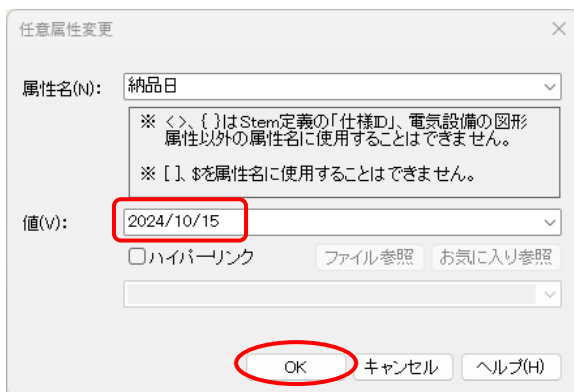 任意属性変更
属性名(N): 納品日
※ < >、{ }はStem定義の「仕様ID」、電気設備の図形
属性以外の属性名に使用することはできません。
※ [ ]、$を属性名に使用することはできません。
値(V): 2024/10/15
ハイパーリンク ファイル参照 お気に入り参照
OK キャンセル ヘルプ(H)